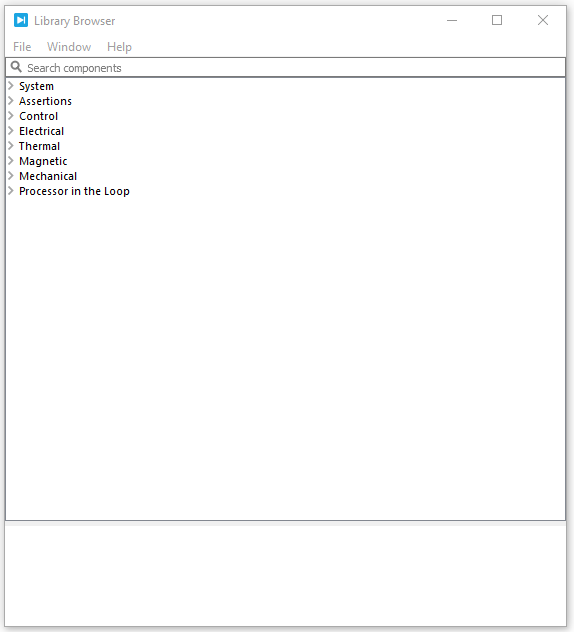 Library Browser
File Window Help
Search components
System
Assertions
Control
Electrical
Thermal
Magnetic
Mechanical
Processor in the Loop